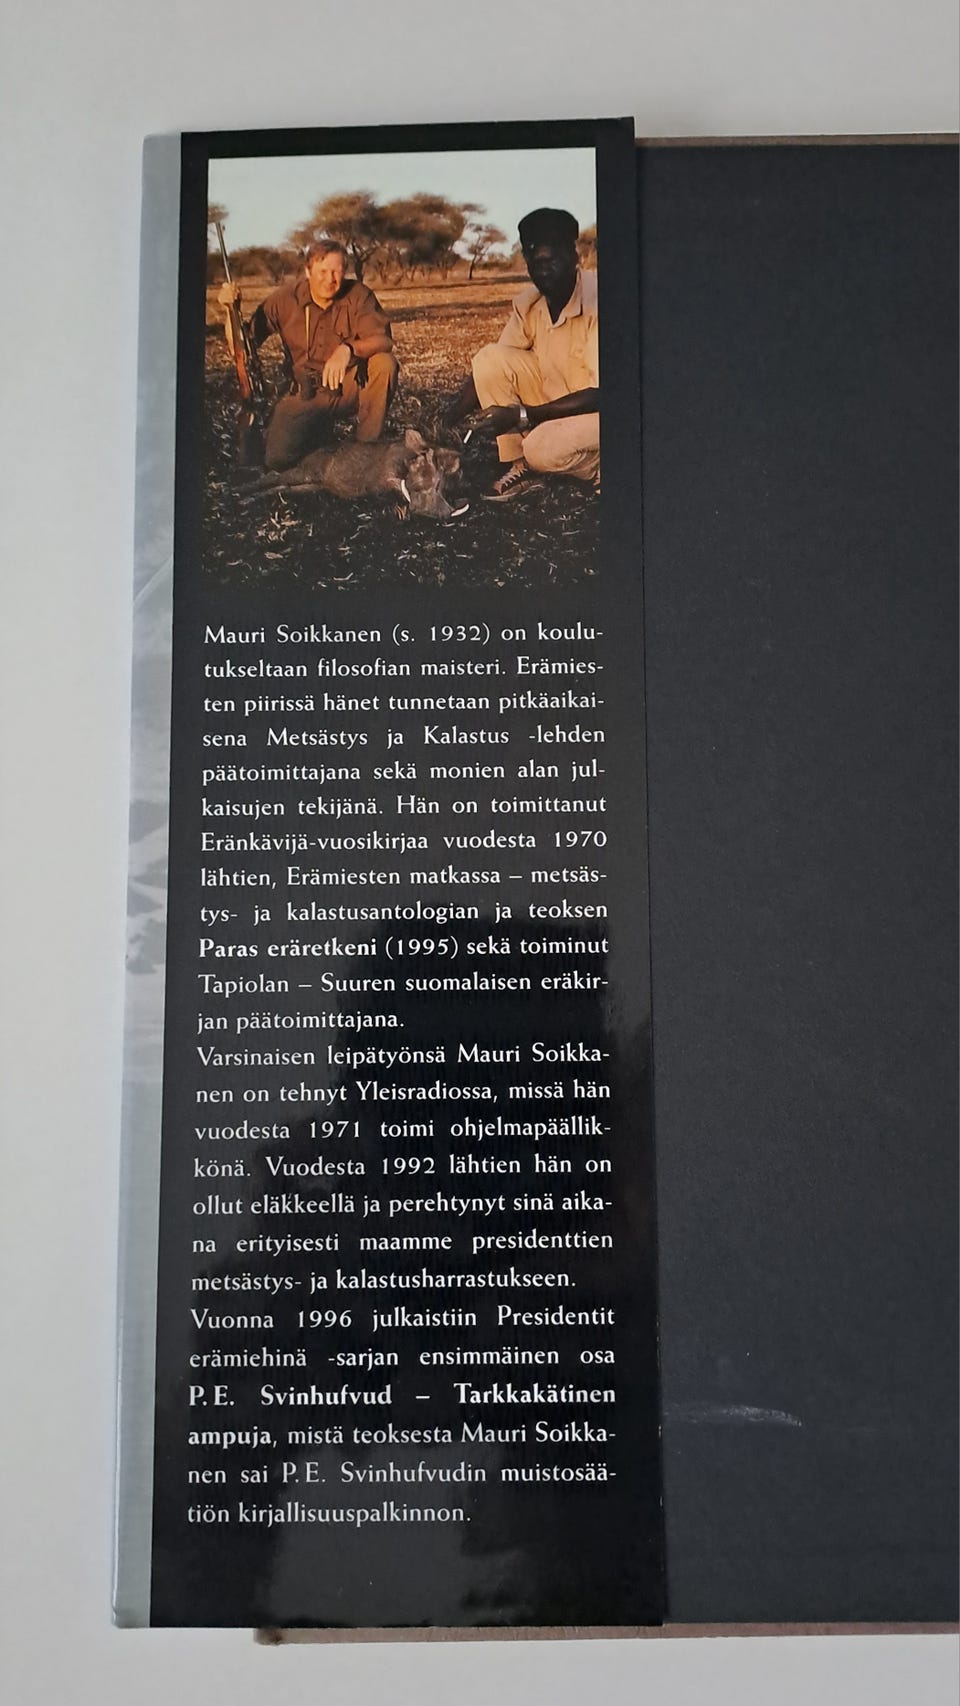 Mauri Soikkanen (s. 1932) on koulu-
tukseltaan filosofian maisteri. Erämies-
ten piirissä hänet tunnetaan pitkäaikai-
sena Metsästys ja Kalastus -lehden
päätoimittajana sekä monien alan jul-
kaisujen tekijänä. Hän on toimittanut
Eränkävijä-vuosikirjaa vuodesta 1970
lähtien, Erämiesten matkassa – metsäs-
tys- ja kalastusantologian ja teoksen
Paras eräretkeni (1995) sekä toiminut
Tapiolan – Suuren suomalaisen eräkir-
jan päätoimittajana.
Varsinaisen leipätyönsä Mauri Soikka-
nen on tehnyt Yleisradiossa, missä hän
vuodesta 1971 toimi ohjelmapäällik-
könä. Vuodesta 1992 lähtien hän on
ollut eläkkeellä ja perehtynyt sinä aika-
na erityisesti maamme presidenttien
metsästys- ja kalastusharrastukseen.
Vuonna 1996 julkaistiin Presidentit
erämiehinä -sarjan ensimmäinen osa
P. E. Svinhufvud – Tarkkakätinen
ampuja, mistä teoksesta Mauri Soikka-
nen sai P. E. Svinhufvudin muistosää-
tiön kirjallisuuspalkinnon.